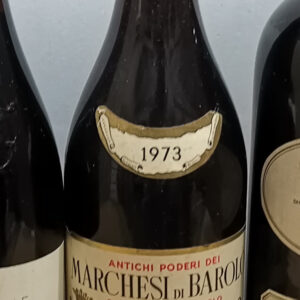 1973
ANTICHI PODERI DEI
MARCHESI DI BAROLO